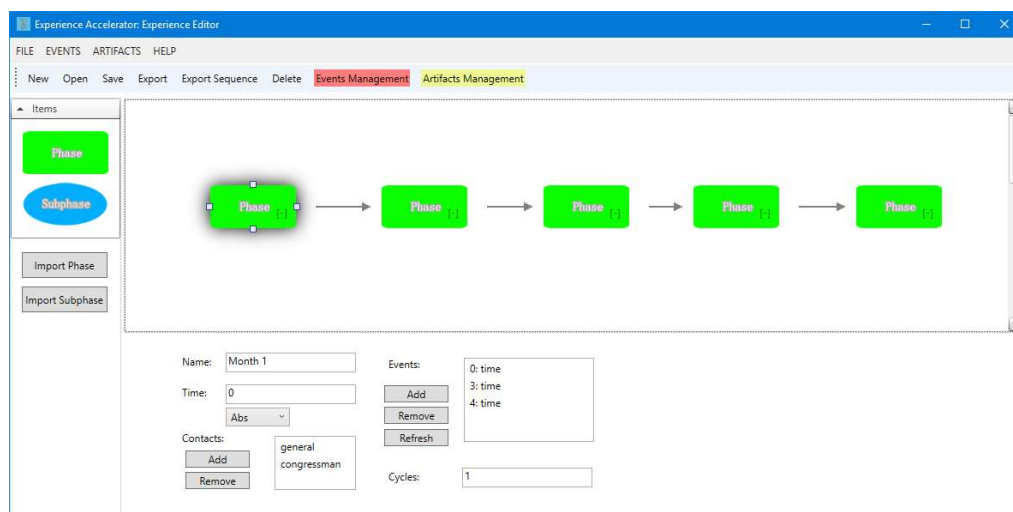 Experience Accelerator: Experience Editor
FILE EVENTS ARTIFACTS HELP
New Open Save Export Export Sequence Delete Events Management Artifacts Management
Items
Phase
Subphase
Import Phase
Import Subphase
Phase [-] Phase [-] Phase [-] Phase [-] Phase [-]
Name: Month 1
Time: 0
Abs
Contacts:
Add
Remove
general
congressman
Events:
Add
Remove
Refresh
0: time
3: time
4: time
Cycles: 1